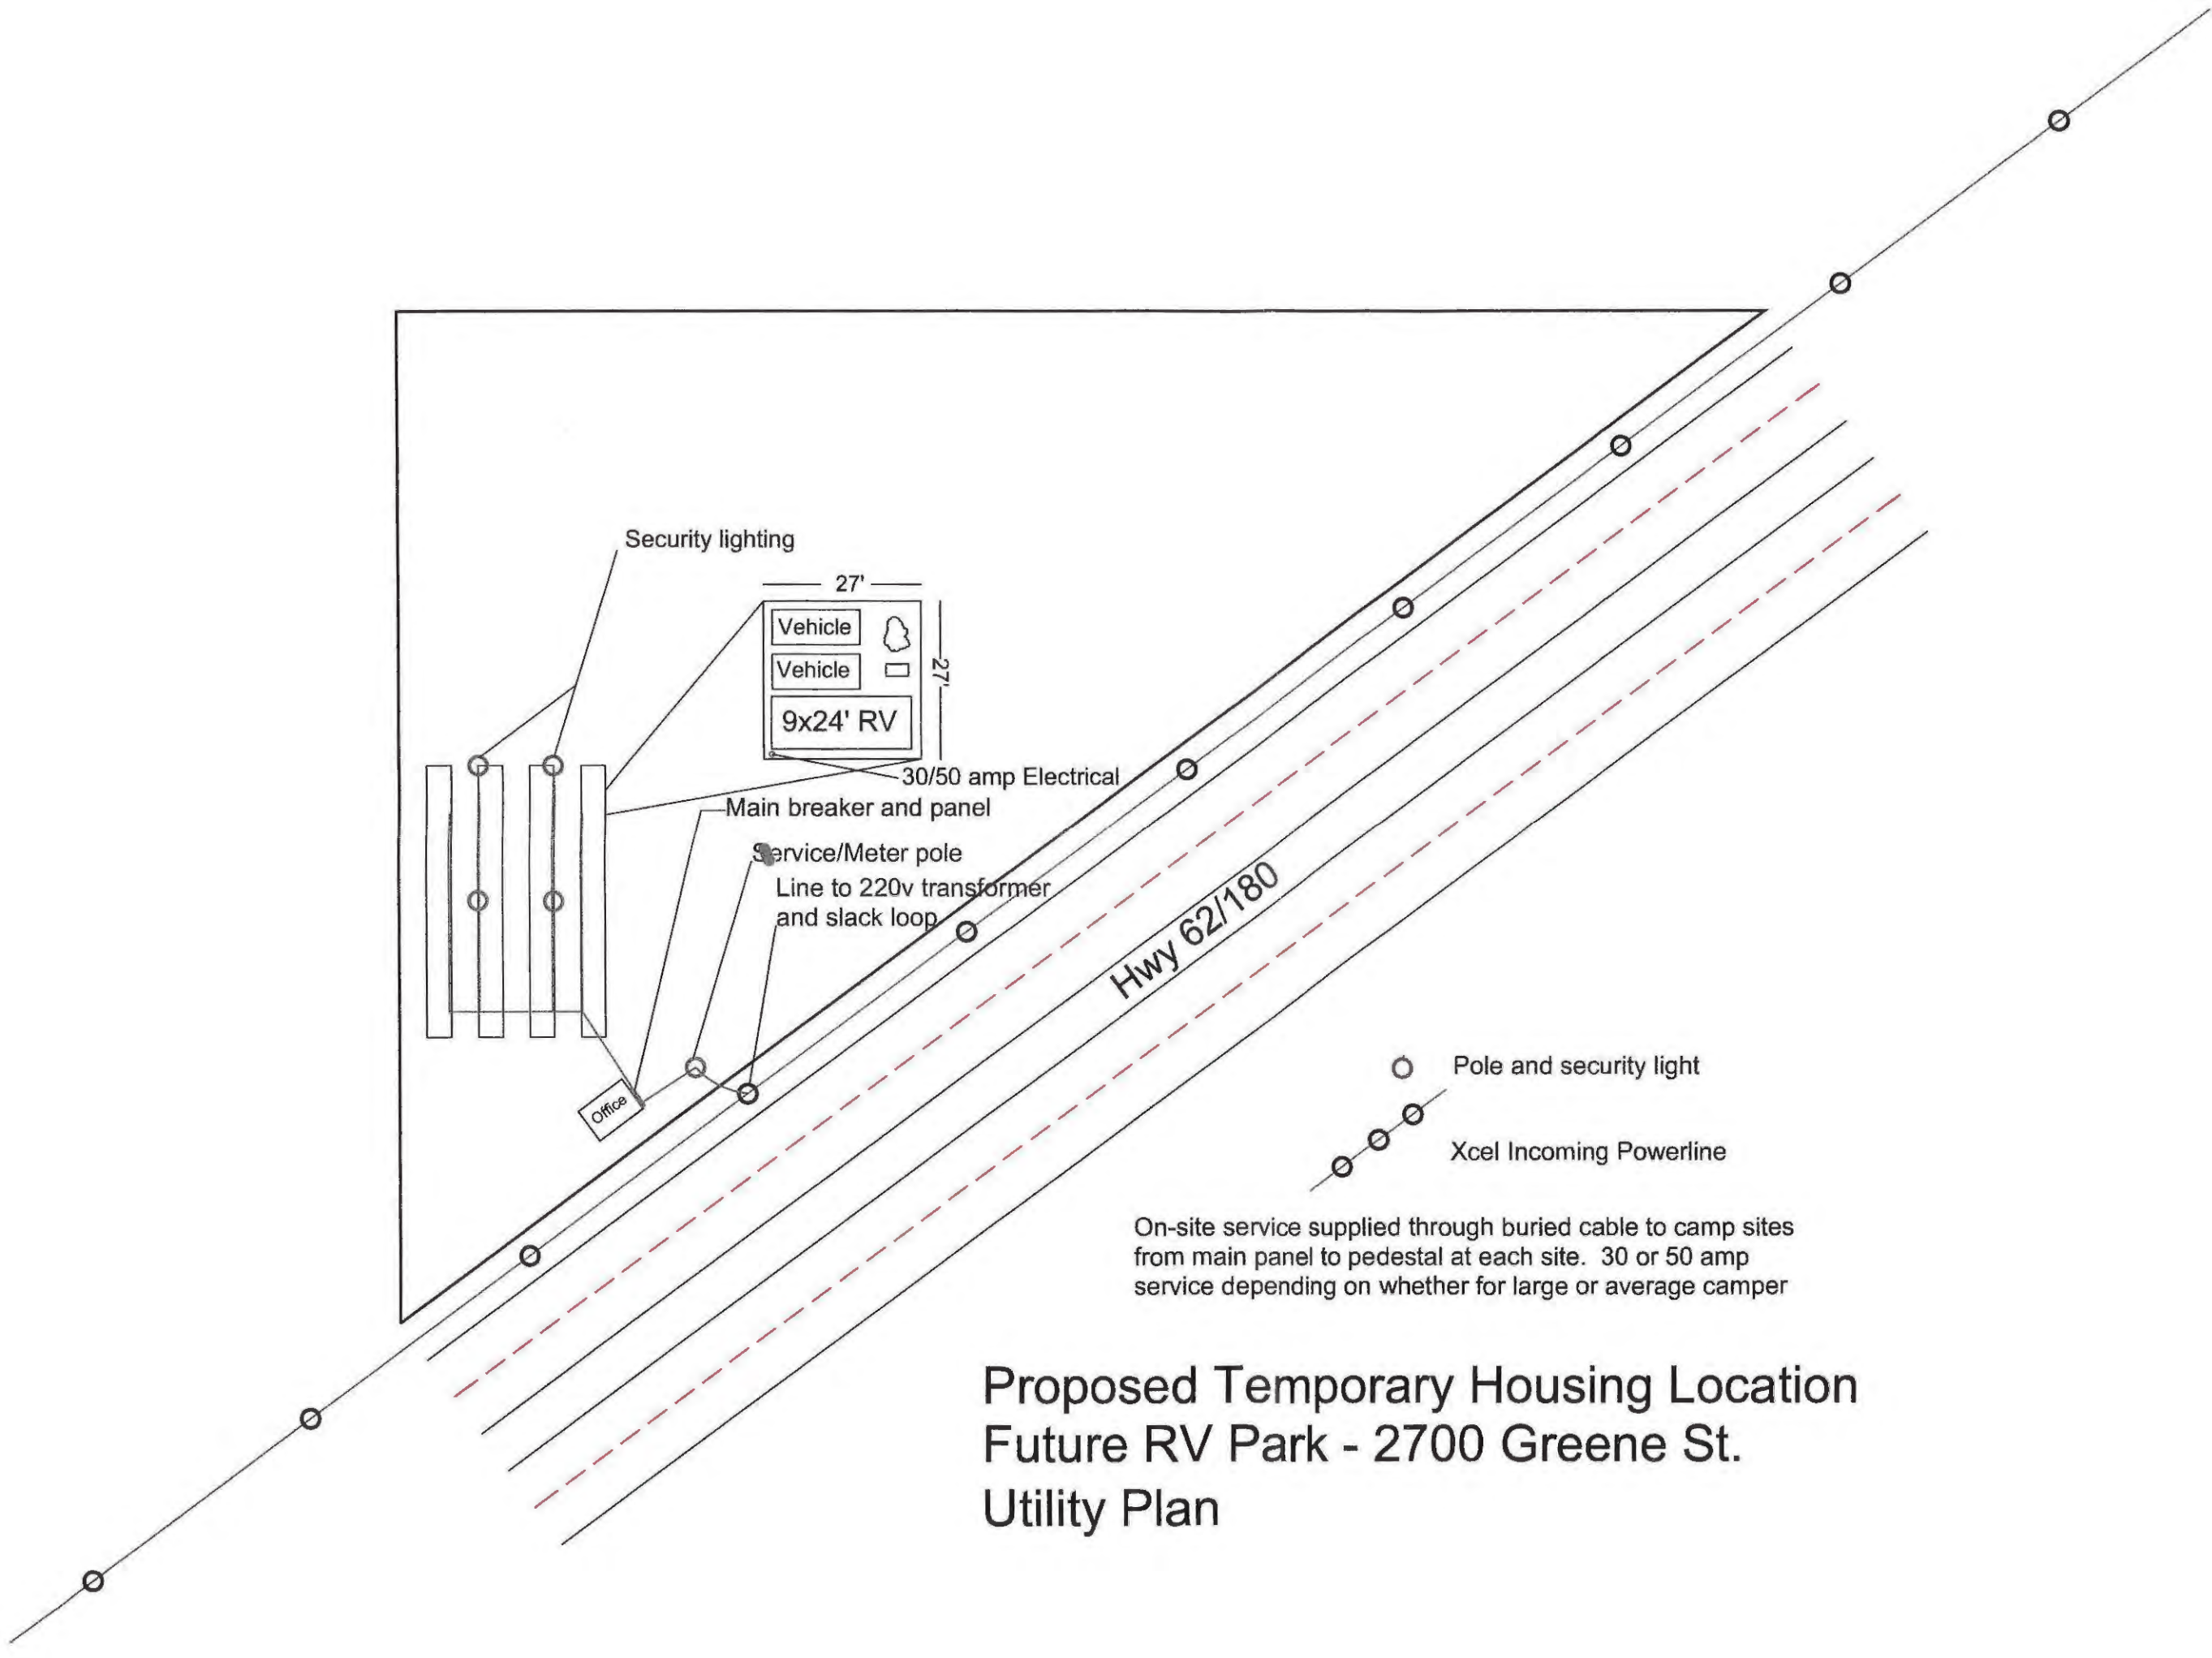 Security lighting
27'
Vehicle
Vehicle
27'
9x24' RV
30/50 amp Electrical
Main breaker and panel
Service/Meter pole
Line to 220v transformer
and slack loop
Hwy 62/180
Office
Pole and security light
Xcel Incoming Powerline
On-site service supplied through buried cable to camp sites
from main panel to pedestal at each site.  30 or 50 amp
service depending on whether for large or average camper
Proposed Temporary Housing Location
Future RV Park - 2700 Greene St.
Utility Plan